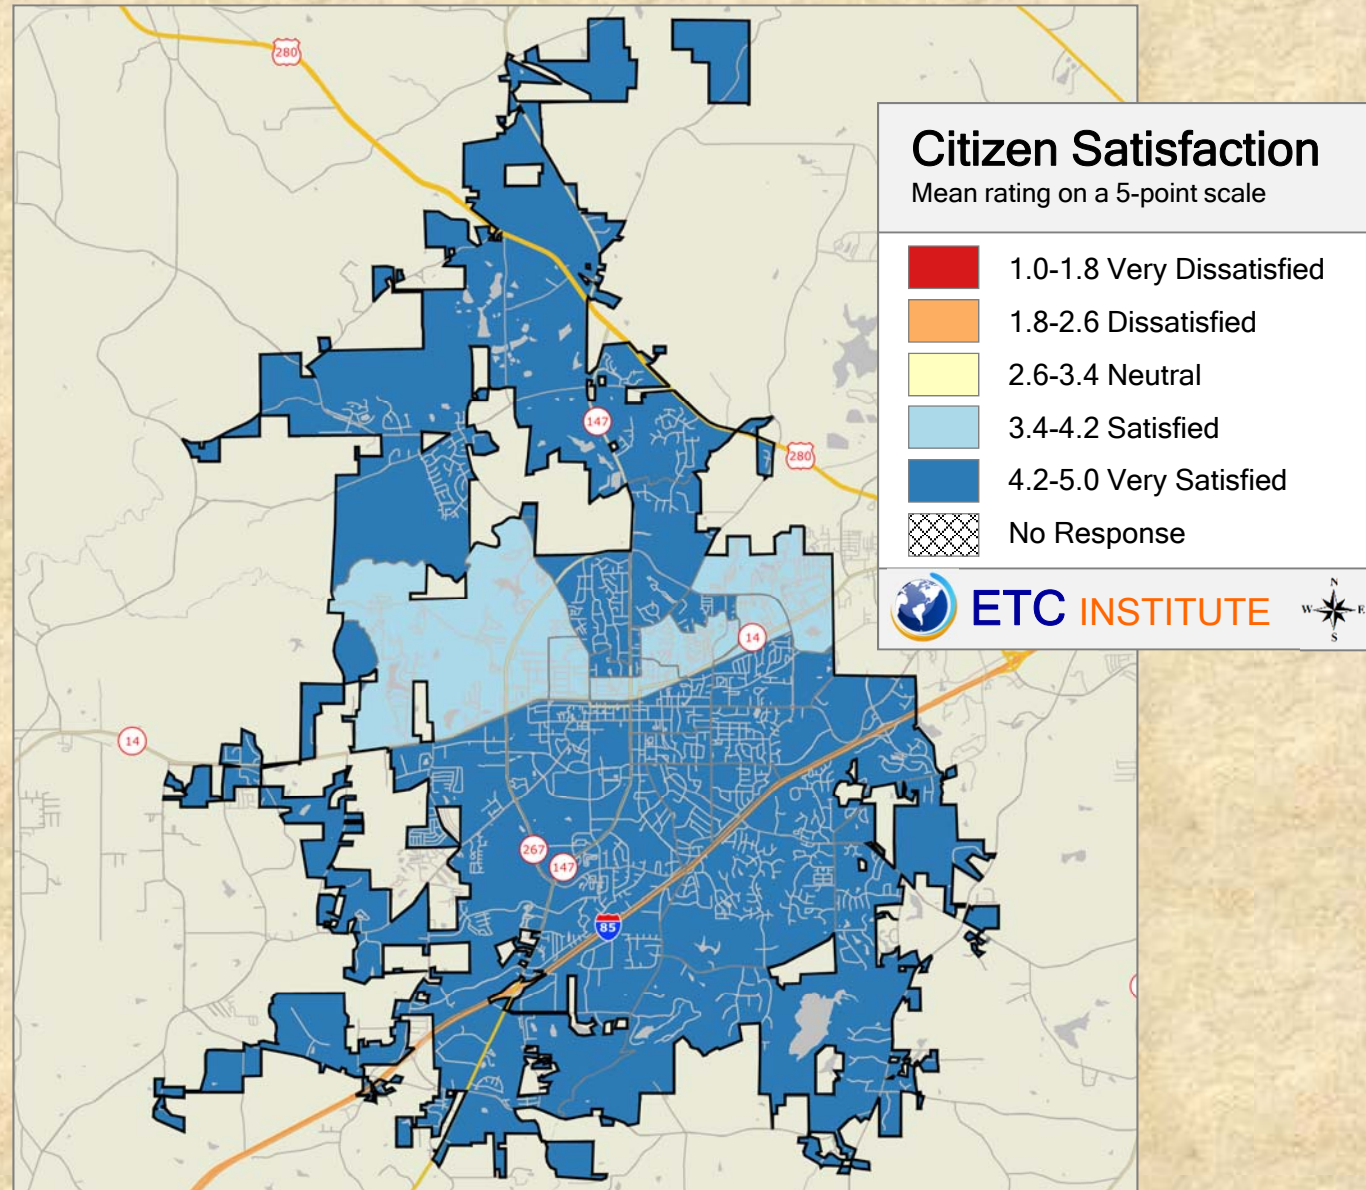 280
Citizen Satisfaction
Mean rating on a 5-point scale
1.0-1.8 Very Dissatisfied
1.8-2.6 Dissatisfied
2.6-3.4 Neutral
3.4-4.2 Satisfied
4.2-5.0 Very Satisfied
No Response
ETC INSTITUTE
N
W E
S
147
280
14
14
267
147
85